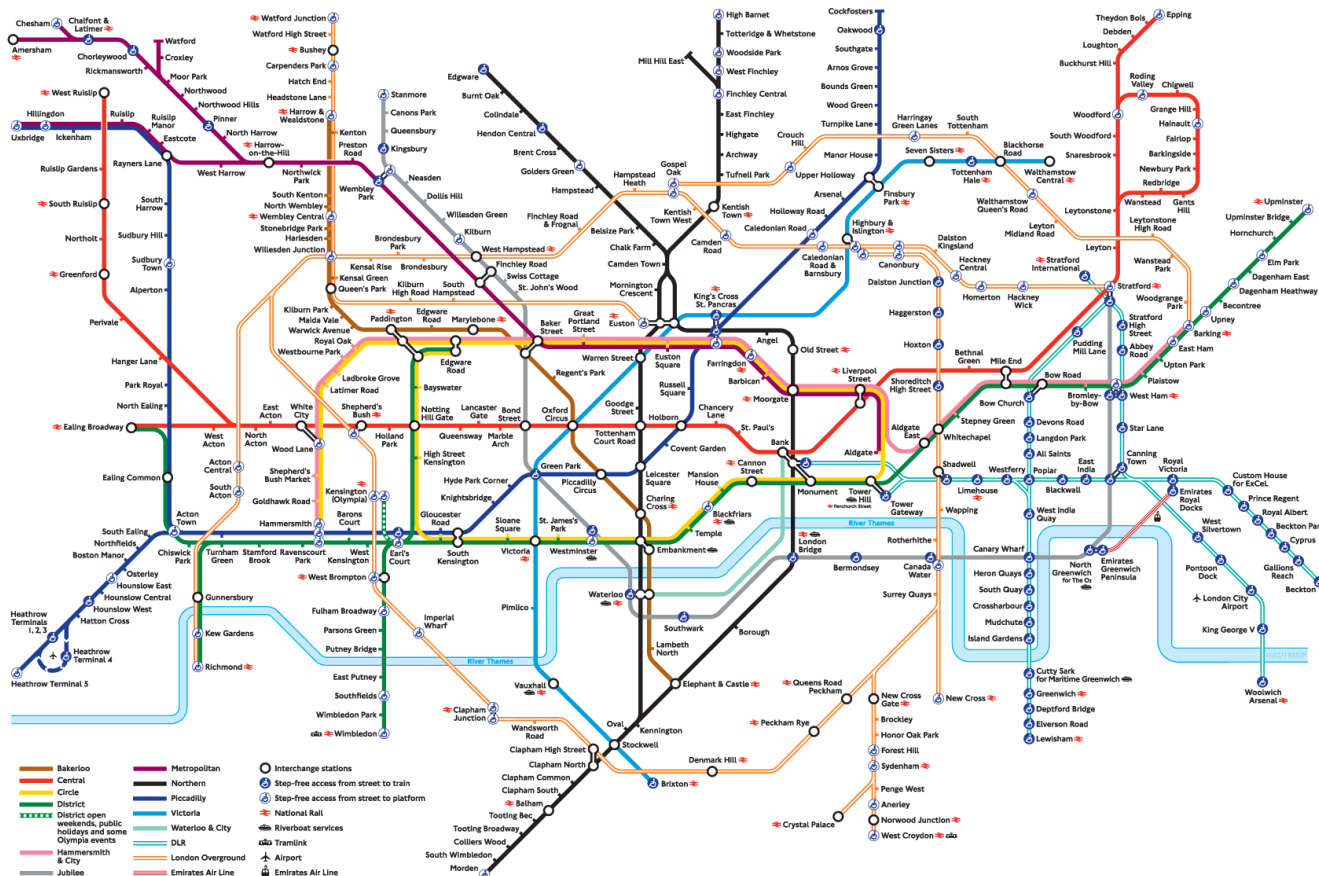 Chesham
Chalfont &
Latimer
Amersham
Chorleywood
Rickmansworth
Watford
Croxley
Moor Park
Northwood
Northwood Hills
Pinner
North Harrow
Harrow-
on-the-Hill
West Ruislip
Hillingdon
Ruislip
Ruislip
Manor
Eastcote
Uxbridge
Ickenham
Rayners Lane
West Harrow
Northwick
Park
Preston
Road
Ruislip Gardens
South Ruislip
Northolt
Greenford
Perivale
Hanger Lane
South
Harrow
Sudbury Hill
Sudbury
Town
Alperton
Park Royal
North Ealing
Ealing Broadway
West
Acton
North
Acton
East
Acton
White
City
Wood Lane
Shepherd's
Bush
Holland
Park
Ealing Common
Acton
Central
South
Acton
South Ealing
Northfields
Boston Manor
Osterley
Hounslow East
Hounslow Central
Hounslow West
Hatton Cross
Heathrow
Terminals
1, 2, 3
Heathrow
Terminal 4
Heathrow Terminal 5
Acton
Town
Chiswick
Park
Turnham
Green
Stamford
Brook
Ravenscourt
Park
West
Kensington
Gunnersbury
Kew Gardens
Richmond
Watford Junction
Watford High Street
Bushey
Carpenders Park
Hatch End
Headstone Lane
Harrow &
Wealdstone
Kenton
South Kenton
North Wembley
Wembley Central
Stonebridge Park
Harlesden
Willesden Junction
Kensal Green
Queen's Park
Kilburn Park
Maida Vale
Warwick Avenue
Royal Oak
Westbourne Park
Ladbroke Grove
Latimer Road
Shepherd's
Bush Market
Goldhawk Road
Hammersmith
Stanmore
Canons Park
Queensbury
Kingsbury
Wembley
Park
Neasden
Dollis Hill
Willesden Green
Kilburn
West Hampstead
Finchley Road
Swiss Cottage
St. John's Wood
Kensal Rise
Brondesbury
Park
Brondesbury
Kilburn
High Road
South
Hampstead
Finchley Road
& Frognal
Hampstead
Heath
Gospel
Oak
Edgware
Burnt Oak
Colindale
Hendon Central
Brent Cross
Golders Green
Hampstead
Belsize Park
Chalk Farm
Camden Town
Mornington
Crescent
Euston
High Barnet
Totteridge & Whetstone
Woodside Park
West Finchley
Mill Hill East
Finchley Central
East Finchley
Highgate
Archway
Tufnell Park
Kentish
Town
Kentish
Town West
Camden
Road
Caledonian Road
Caledonian
Road &
Barnsbury
Cockfosters
Oakwood
Southgate
Arnos Grove
Bounds Green
Wood Green
Turnpike Lane
Manor House
Arsenal
Holloway Road
Finsbury
Park
Crouch
Hill
Upper Holloway
Harringay
Green Lanes
South
Tottenham
Seven Sisters
Tottenham
Hale
Blackhorse
Road
Walthamstow
Central
Walthamstow
Queen's Road
Leyton
Midland Road
Leytonstone
High Road
Wanstead
Park
Woodgrange
Park
Highbury &
Islington
Canonbury
Dalston
Kingsland
Dalston Junction
Hackney
Central
Homerton
Hackney
Wick
Haggerston
Hoxton
Shoreditch
High Street
Theydon Bois
Epping
Debden
Loughton
Buckhurst Hill
Roding
Valley
Chigwell
Grange Hill
Hainault
Fairlop
Barkingside
Newbury Park
Redbridge
Gants
Hill
Wanstead
Woodford
South Woodford
Snaresbrook
Leytonstone
Leyton
Stratford
International
Stratford
Stratford
High
Street
Abbey
Road
Pudding
Mill Lane
Upminster
Upminster Bridge
Hornchurch
Elm Park
Dagenham East
Dagenham Heathway
Becontree
Upney
Barking
East Ham
Upton Park
Plaistow
West Ham
Bromley-
by-Bow
Bow Road
Bow Church
Mile End
Bethnal
Green
Stepney Green
Whitechapel
Aldgate
East
Aldgate
Liverpool
Street
Moorgate
Barbican
Farringdon
Old Street
Angel
King's Cross
St. Pancras
Euston
Square
Warren Street
Great
Portland
Street
Baker
Street
Marylebone
Edgware
Road
Paddington
Edgware
Road
Bayswater
Notting
Hill Gate
High Street
Kensington
Queensway
Lancaster
Gate
Marble
Arch
Bond
Street
Oxford
Circus
Regent's Park
Goodge
Street
Tottenham
Court Road
Russell
Square
Holborn
Chancery
Lane
St. Paul's
Bank
Monument
Covent Garden
Leicester
Square
Piccadilly
Circus
Green Park
Hyde Park Corner
Knightsbridge
Kensington
Olympia
Barons
Court
Gloucester
Road
Earl's
Court
South
Kensington
Sloane
Square
Victoria
St. James's
Park
Westminster
Charing
Cross
Embankment
Temple
Blackfriars
Mansion
House
Cannon
Street
Tower
Hill
Fenchurch Street
Tower
Gateway
Shadwell
Limehouse
Westferry
Poplar
Blackwall
East
India
Canning
Town
Star Lane
Devons Road
Langdon Park
All Saints
Royal
Victoria
Custom House
for ExCeL
Prince Regent
Royal Albert
Beckton Park
Cyprus
Gallions
Reach
Beckton
Emirates
Royal
Docks
Emirates
Greenwich
Peninsula
West
Silvertown
Pontoon
Dock
London City
Airport
King George V
Woolwich
Arsenal
West India
Quay
Canary Wharf
Heron Quays
South Quay
Crossharbour
Mudchute
Island Gardens
Cutty Sark
for Maritime Greenwich
Greenwich
Deptford Bridge
Elverson Road
Lewisham
North
Greenwich
for The O2
River Thames
River Thames
Wapping
Rotherhithe
Canada
Water
Surrey Quays
Bermondsey
London
Bridge
Southwark
Waterloo
Lambeth
North
Elephant & Castle
Borough
Kennington
Oval
Stockwell
Pimlico
Vauxhall
Brixton
West Brompton
Fulham Broadway
Parsons Green
Putney Bridge
East Putney
Southfields
Wimbledon Park
Wimbledon
Imperial
Wharf
Clapham
Junction
Wandsworth
Road
Clapham High Street
Clapham North
Clapham Common
Clapham South
Balham
Tooting Bec
Tooting Broadway
Colliers Wood
South Wimbledon
Morden
Denmark Hill
Peckham Rye
Queens Road
Peckham
New Cross
Gate
New Cross
Brockley
Honor Oak Park
Forest Hill
Sydenham
Penge West
Anerley
Norwood Junction
West Croydon
Crystal Palace
Bakerloo
Central
Circle
District
District open
weekends, public
holidays and some
Olympia events
Hammersmith
& City
Jubilee
Metropolitan
Northern
Piccadilly
Victoria
Waterloo & City
DLR
London Overground
Emirates Air Line
Interchange stations
Step-free access from street to train
Step-free access from street to platform
National Rail
Riverboat services
Tramlink
Airport
Emirates Air Line